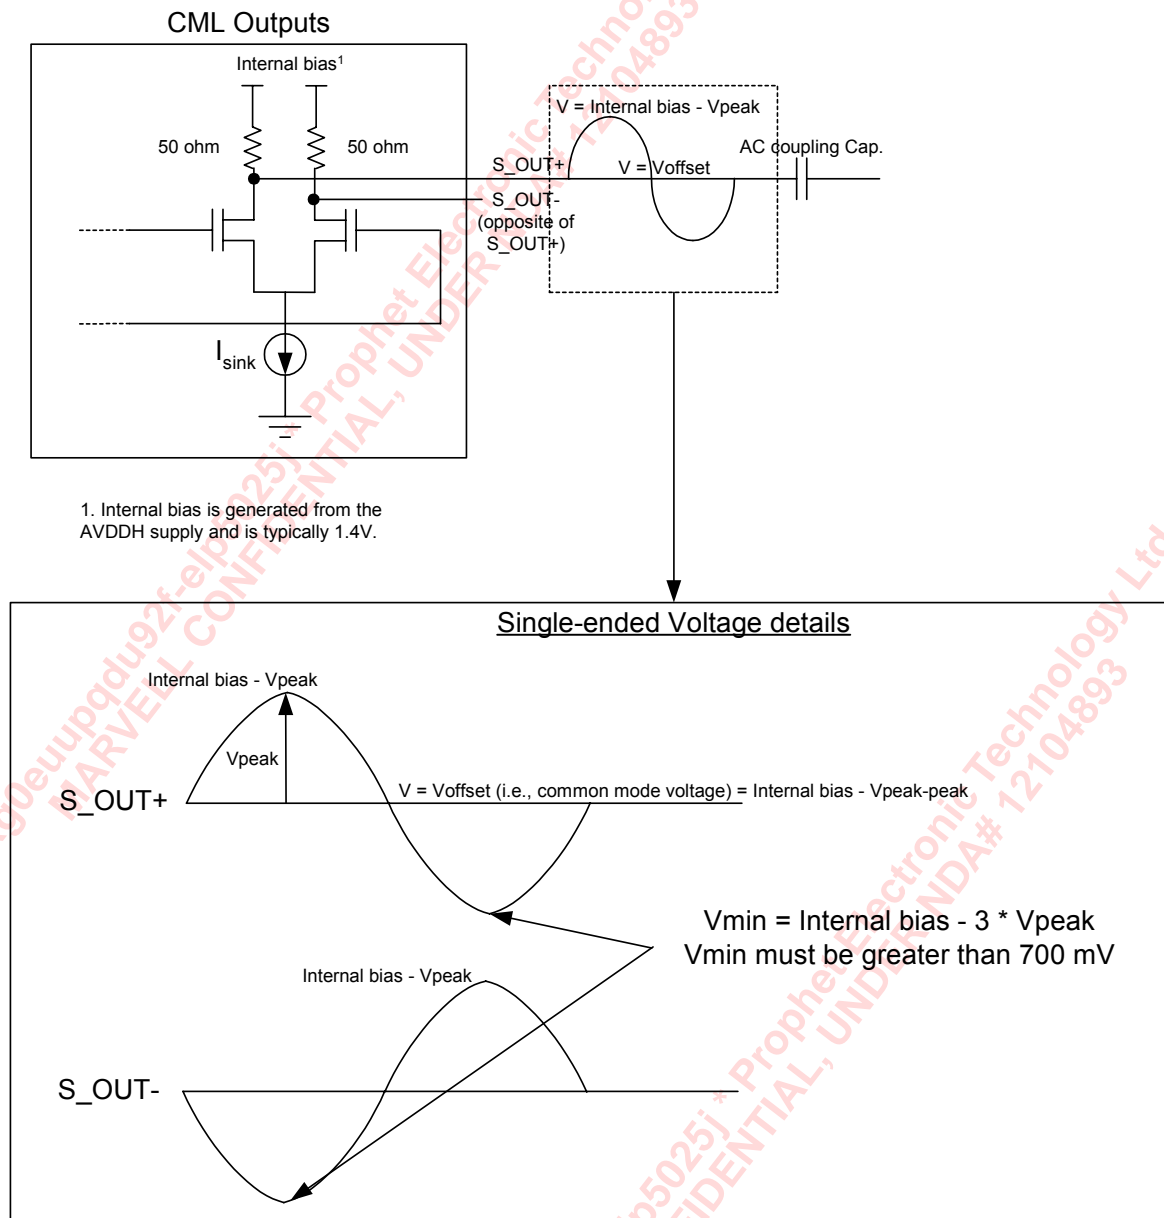 CML Outputs
Internal bias1
50 ohm
50 ohm
V = Internal bias - Vpeak
AC coupling Cap.
S_OUT+
V = Voffset
S_OUT-
(opposite of
S_OUT+)
Isink
1. Internal bias is generated from the
AVDDH supply and is typically 1.4V.
Single-ended Voltage details
Internal bias - Vpeak
Vpeak
V = Voffset (i.e., common mode voltage) = Internal bias - Vpeak-peak
S_OUT+
Vmin = Internal bias - 3 * Vpeak
Vmin must be greater than 700 mV
Internal bias - Vpeak
S_OUT-
g0euupqdu92f-elp5025j * Prophet Electronic Technology Ltd
MARVELL CONFIDENTIAL, UNDER NDA# 12104893